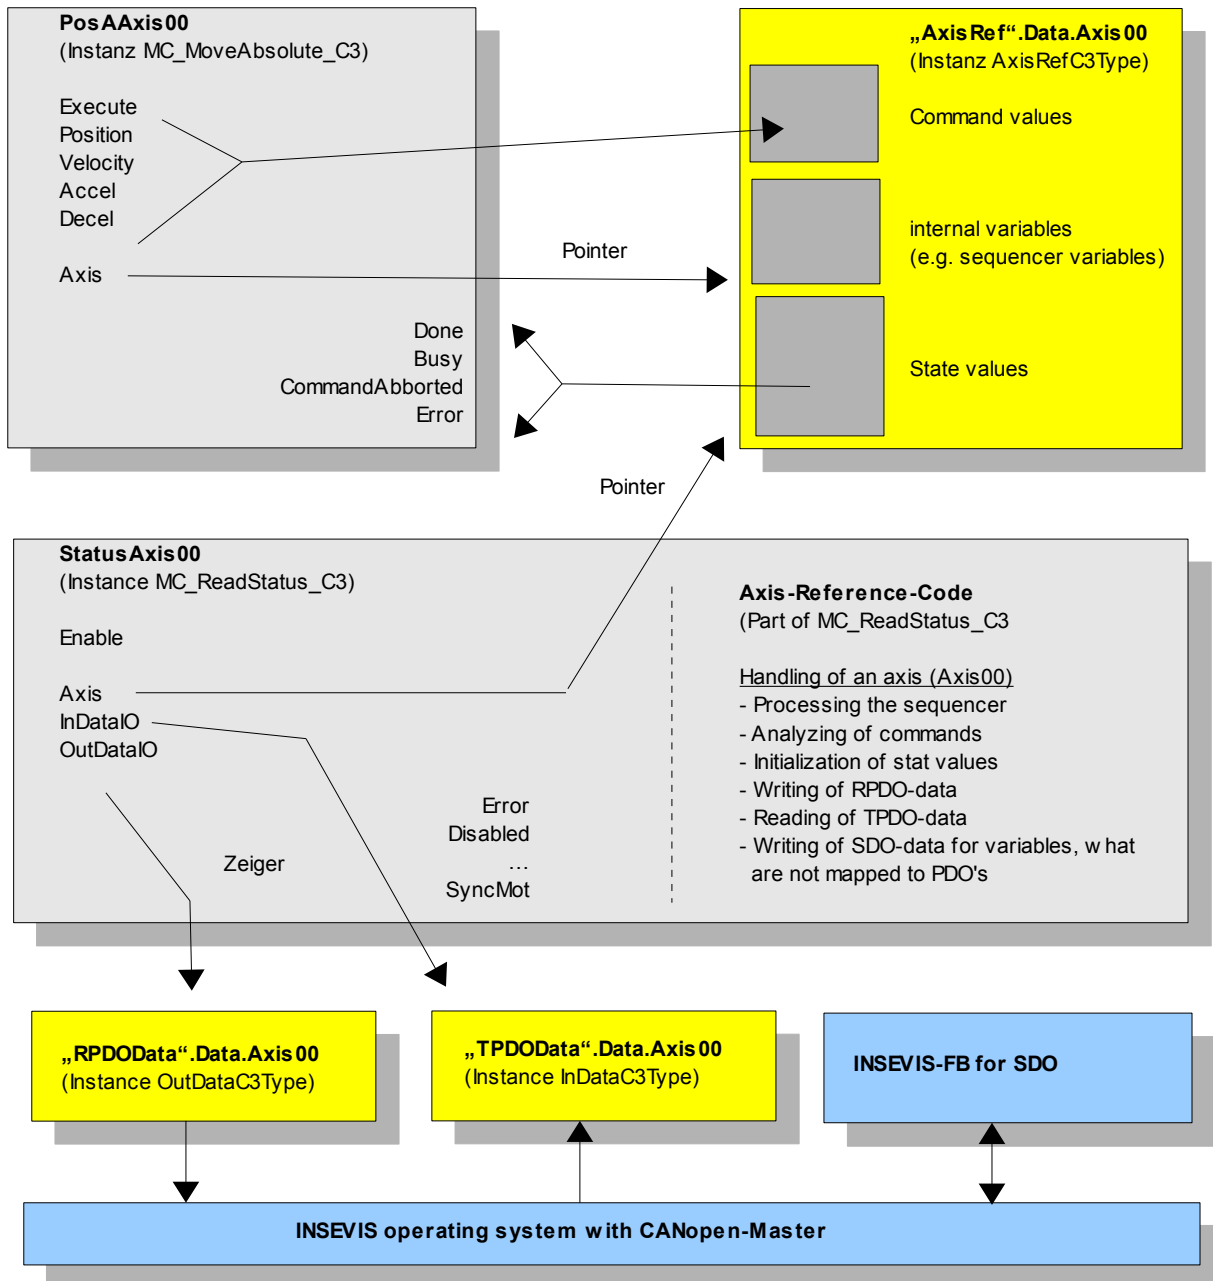 PosAAxis00
(Instanz MC_MoveAbsolute_C3)
Execute
Position
Velocity
Accel
Decel
Axis
Done
Busy
CommandAbborted
Error
Pointer
„AxisRef“.Data.Axis00
(Instanz AxisRefC3Type)
Command values
internal variables
(e.g. sequencer variables)
State values
Pointer
StatusAxis00
(Instance MC_ReadStatus_C3)
Enable
Axis
InDataIO
OutDataIO
Zeiger
Error
Disabled
...
SyncMot
Axis-Reference-Code
(Part of MC_ReadStatus_C3
Handling of an axis (Axis00)
- Processing the sequencer
- Analyzing of commands
- Initialization of stat values
- Writing of RPDO-data
- Reading of TPDO-data
- Writing of SDO-data for variables, what
are not mapped to PDO's
„RPDOData“.Data.Axis00
(Instance OutDataC3Type)
„TPDOData“.Data.Axis00
(Instance InDataC3Type)
INSEVIS-FB for SDO
INSEVIS operating system with CANopen-Master